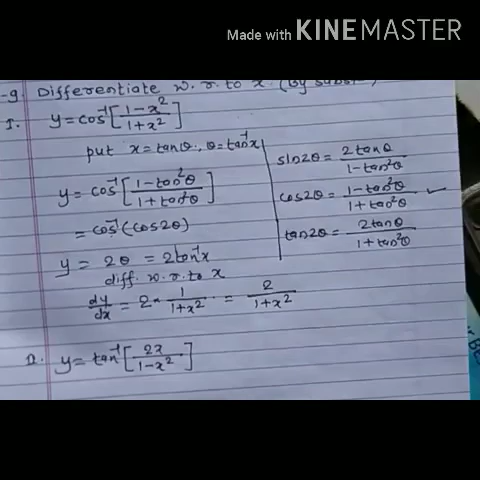 Made with KINEMASTER
-9. Differentiate w.r.to x. (By subst
I. y = cos⁻¹[(1-x²)/(1+x²)]
put x = tanθ, θ = tan⁻¹x
y = cos⁻¹[(1-tan²θ)/(1+tan²θ)]
= cos⁻¹(cos2θ)
y = 2θ = 2tan⁻¹x
diff. w.r.to x
dy/dx = 2 × 1/(1+x²) = 2/(1+x²)
sin2θ = 2tanθ/(1-tan²θ)
cos2θ = (1-tan²θ)/(1+tan²θ) ✓
tan2θ = 2tanθ/(1+tan²θ)
II. y = tan⁻¹[2x/(1-x²)]